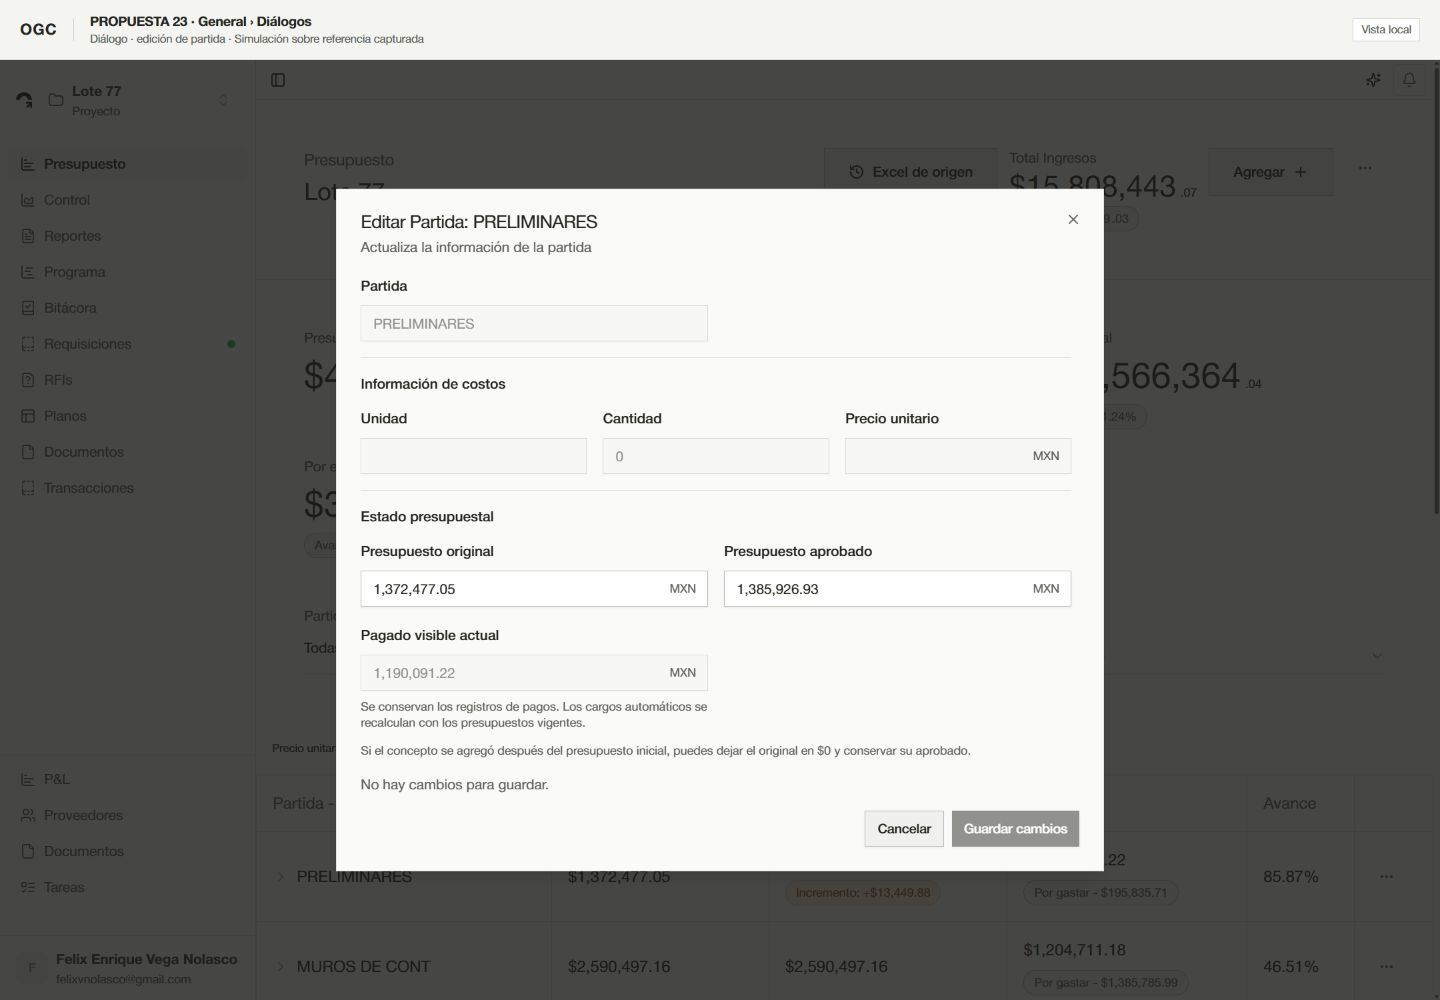 OGC
PROPUESTA 23 · General › Diálogos
Diálogo · edición de partida · Simulación sobre referencia capturada
Vista local
Lote 77
Proyecto
Presupuesto
Control
Reportes
Programa
Bitácora
Requisiciones
RFIs
Planos
Documentos
Transacciones
P&L
Proveedores
Documentos
Tareas
F
Felix Enrique Vega Nolasco
felixvnolasco@gmail.com
Presupuesto
Excel de origen
Total Ingresos
$15,808,443 .07
Agregar +
Editar Partida: PRELIMINARES
Actualiza la información de la partida
Partida
PRELIMINARES
Información de costos
Unidad
Cantidad
Precio unitario
0
MXN
Estado presupuestal
Presupuesto original
Presupuesto aprobado
1,372,477.05 MXN
1,385,926.93 MXN
Pagado visible actual
1,190,091.22 MXN
Se conservan los registros de pagos. Los cargos automáticos se
recalculan con los presupuestos vigentes.
Si el concepto se agregó después del presupuesto inicial, puedes dejar el original en $0 y conservar su aprobado.
No hay cambios para guardar.
Cancelar
Guardar cambios
,566,364 .04
.24%
Partida -
Avance
PRELIMINARES
$1,372,477.05
Incremento: +$13,449.88
.22
Por gastar - $195,835.71
85.87%
MUROS DE CONT
$2,590,497.16
$2,590,497.16
$1,204,711.18
Por gastar - $1,385,785.99
46.51%